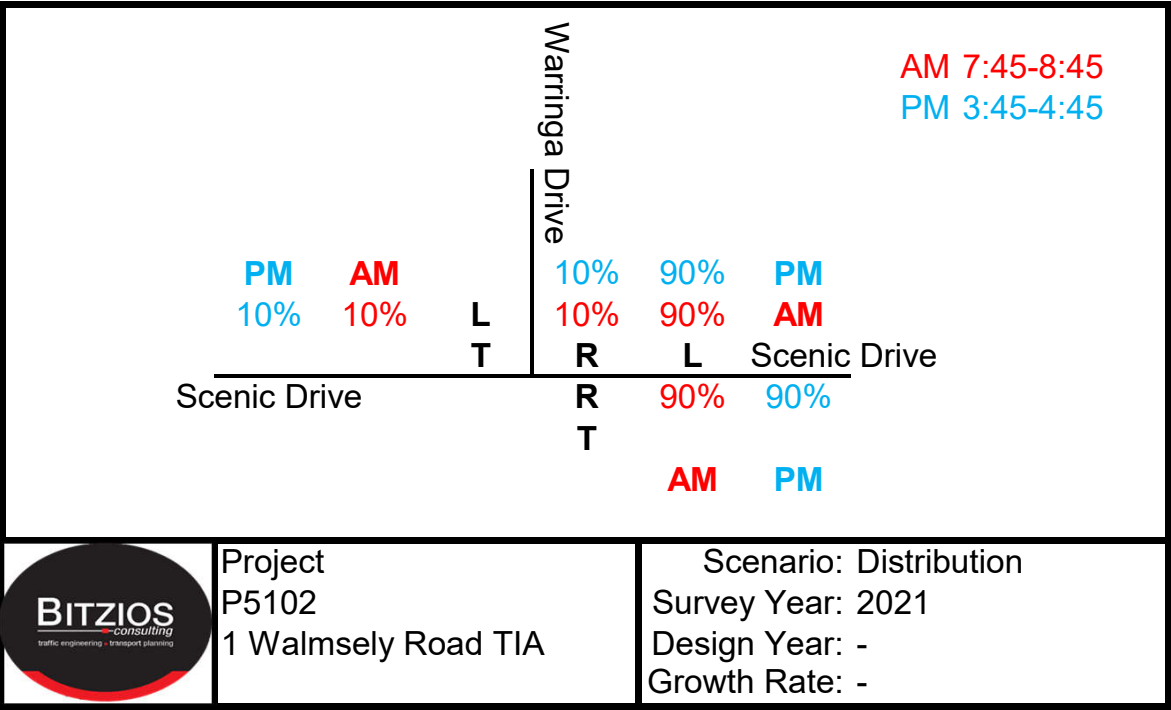 Warringa Drive
AM 7:45-8:45
PM 3:45-4:45
PM AM 10% 90% PM
10% 10% L 10% 90% AM
T R L Scenic Drive
Scenic Drive R 90% 90%
T
AM PM
BITZIOS
consulting
traffic engineering • transport planning
Project
P5102
1 Walmsely Road TIA
Scenario: Distribution
Survey Year: 2021
Design Year: -
Growth Rate: -